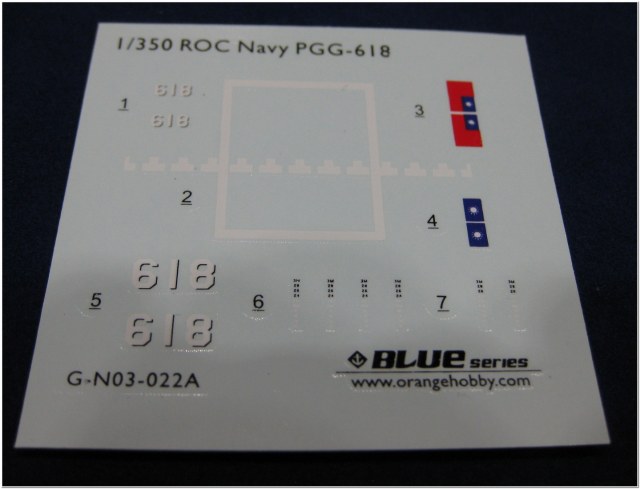 1/350 ROC Navy PGG-618
1 618
618
3
2
4
5 618
618
6
7
BLUE series
G-N03-022A
www.orangehobby.com